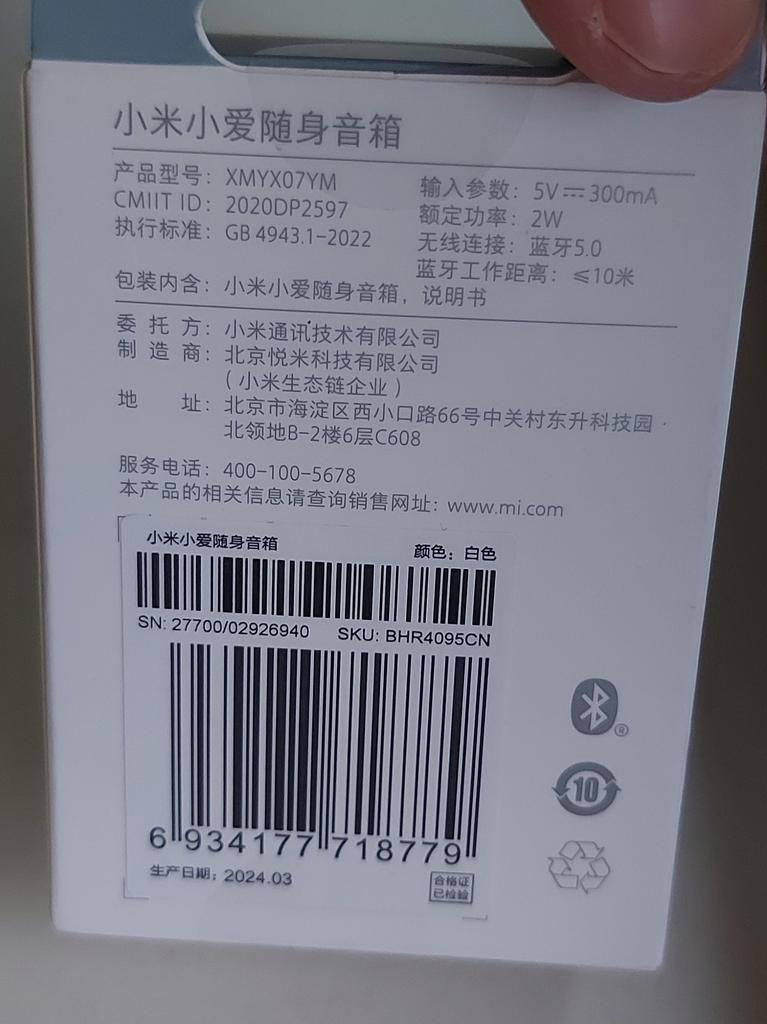 小米小爱随身音箱
产品型号：XMYX07YM
CMIIT ID：2020DP2597
执行标准：GB 4943.1-2022
输入参数：5V⎓300mA
额定功率：2W
无线连接：蓝牙5.0
蓝牙工作距离：≤10米
包装内含：小米小爱随身音箱，说明书
委托方：小米通讯技术有限公司
制造商：北京悦米科技有限公司
（小米生态链企业）
地址：北京市海淀区西小口路66号中关村东升科技园·
北领地B-2楼6层C608
服务电话：400-100-5678
本产品的相关信息请查询销售网址：www.mi.com
小米小爱随身音箱 颜色：白色
SN: 27700/02926940 SKU: BHR4095CN
6 934177 718779
生产日期：2024.03
合格证
已检验
®
10